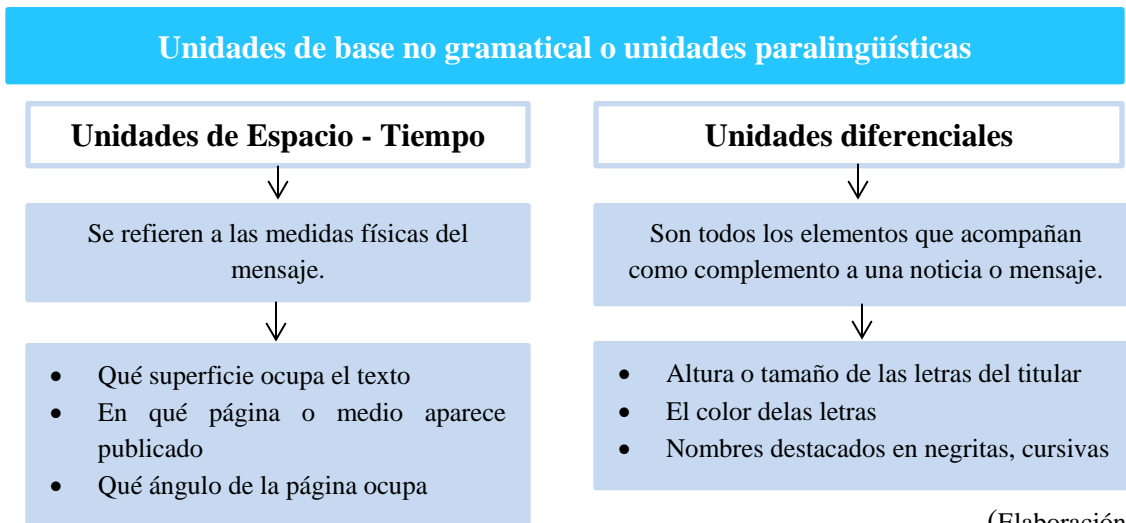 Unidades de base no gramatical o unidades paralingüísticas
Unidades de Espacio - Tiempo
Se refieren a las medidas físicas del
mensaje.
• Qué superficie ocupa el texto
• En qué página o medio aparece
publicado
• Qué ángulo de la página ocupa
Unidades diferenciales
Son todos los elementos que acompañan
como complemento a una noticia o mensaje.
• Altura o tamaño de las letras del titular
• El color delas letras
• Nombres destacados en negritas, cursivas
(Elaboración